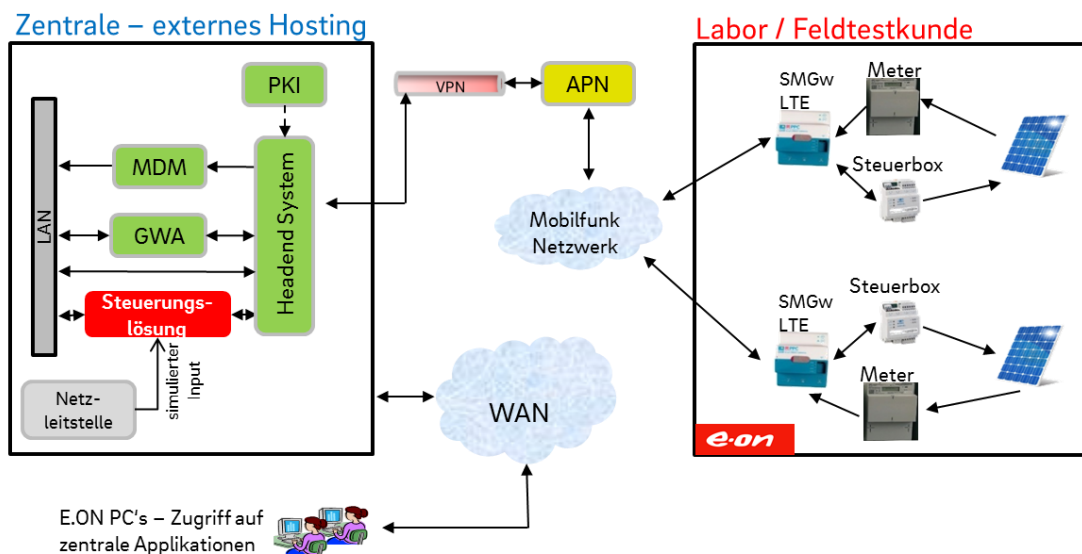 Zentrale – externes Hosting
Labor / Feldtestkunde
PKI
VPN
APN
SMGw
LTE
Meter
MDM
Steuerbox
LAN
GWA
Headend System
Mobilfunk
Netzwerk
Steuerungs-
lösung
simulierter
Input
Netz-
leitstelle
WAN
SMGw
LTE
Steuerbox
Meter
e·on
E.ON PC's – Zugriff auf
zentrale Applikationen